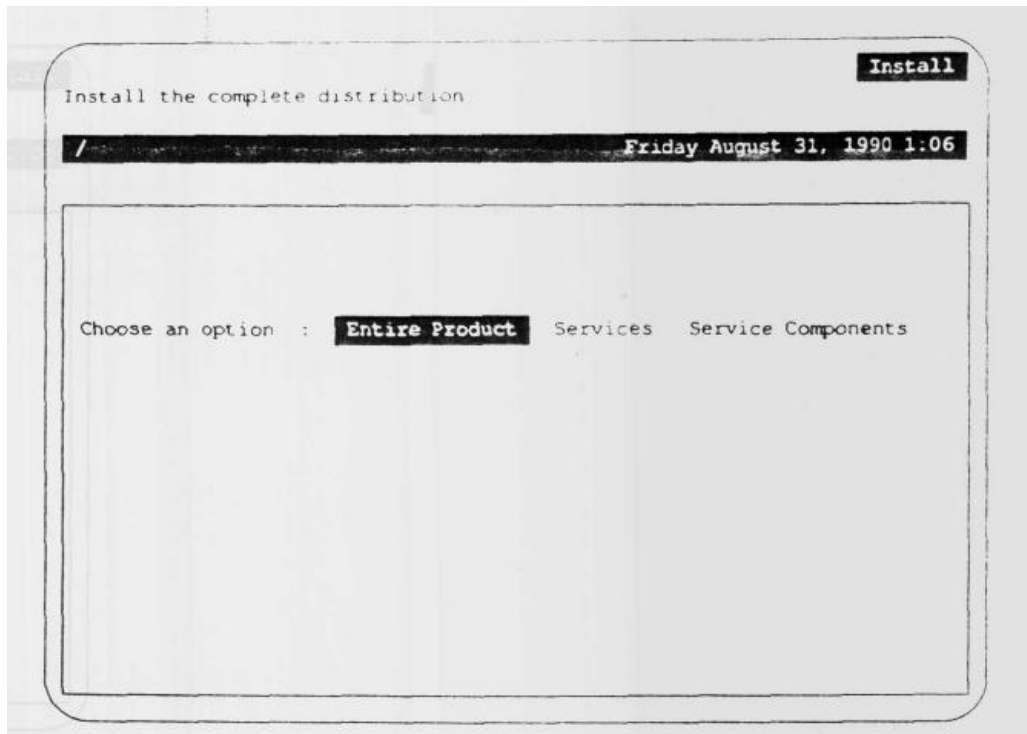 Install
Install the complete distribution
/ Friday August 31, 1990 1:06
Choose an option : Entire Product Services Service Components